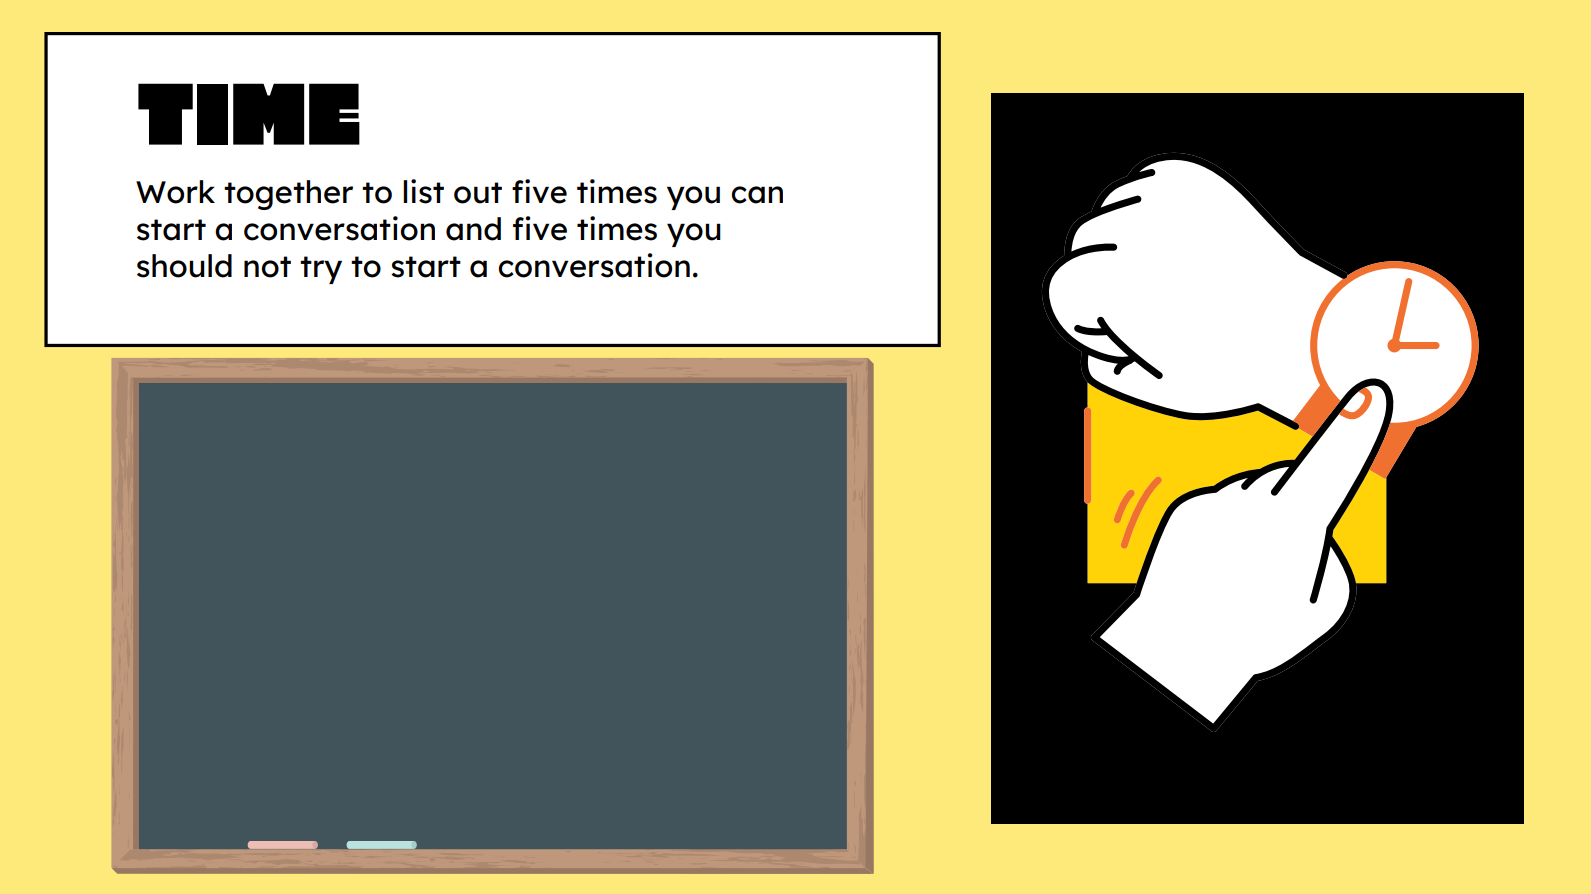 TIME
Work together to list out five times you can
start a conversation and five times you
should not try to start a conversation.